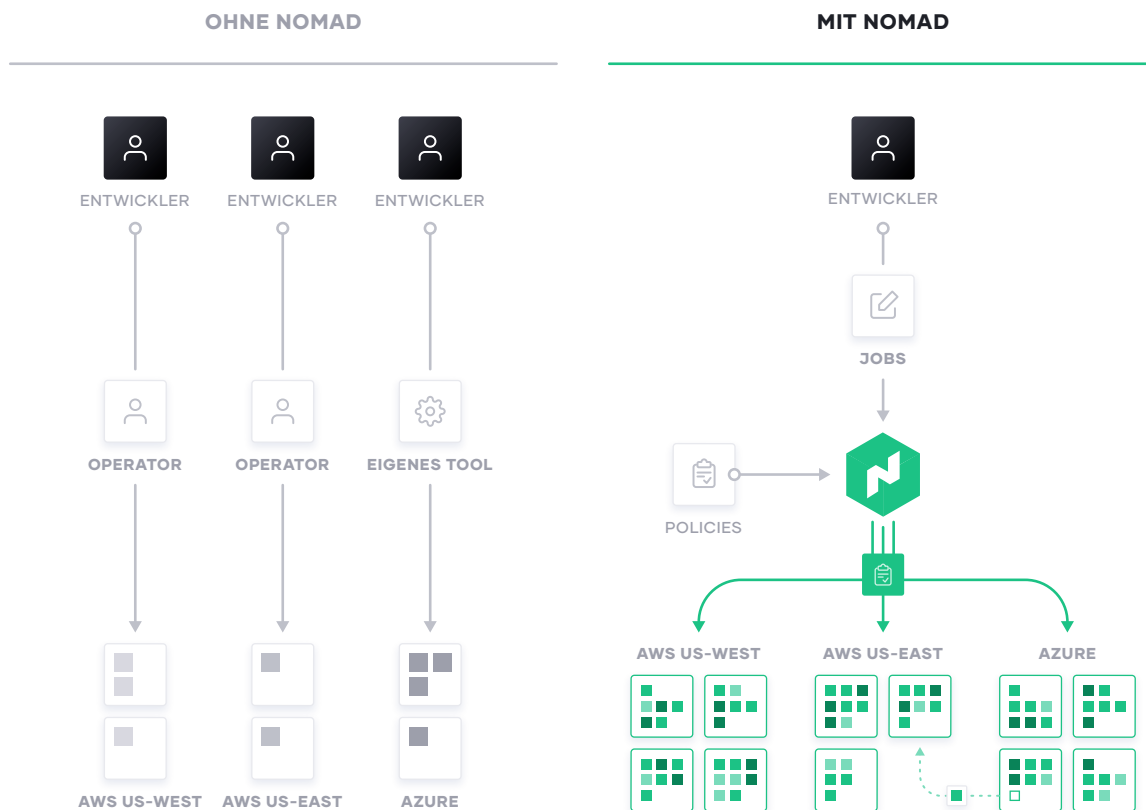 OHNE NOMAD
ENTWICKLER ENTWICKLER ENTWICKLER
OPERATOR OPERATOR EIGENES TOOL
AWS US-WEST AWS US-EAST AZURE
MIT NOMAD
ENTWICKLER
JOBS
POLICIES
AWS US-WEST AWS US-EAST AZURE